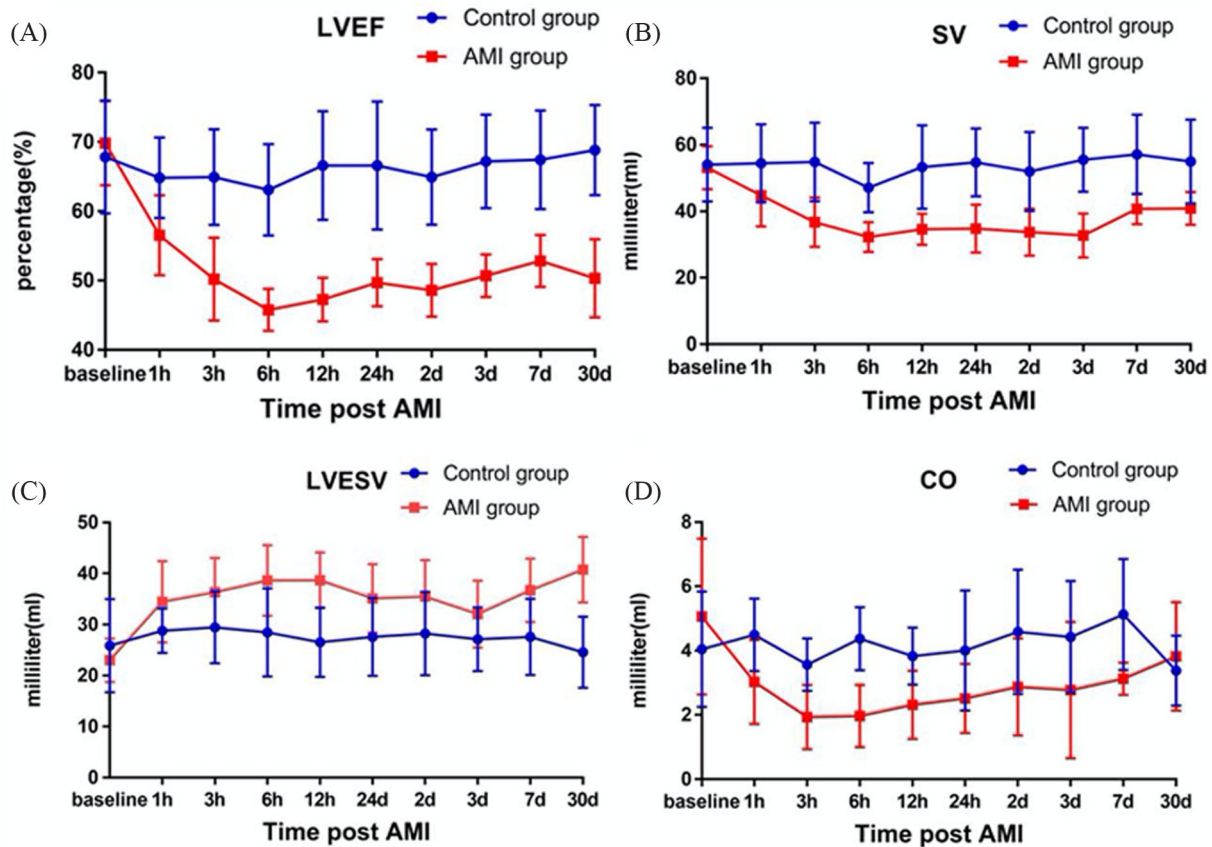 (A)
LVEF
Control group
AMI group
percentage(%)
80
70
60
50
40
baseline 1h 3h 6h 12h 24h 2d 3d 7d 30d
Time post AMI
(B)
SV
Control group
AMI group
milliliter(ml)
80
60
40
20
0
baseline 1h 3h 6h 12h 24h 2d 3d 7d 30d
Time post AMI
(C)
LVESV
Control group
AMI group
milliliter(ml)
50
40
30
20
10
0
baseline 1h 3h 6h 12h 24d 2d 3d 7d 30d
Time post AMI
(D)
CO
Control group
AMI group
milliliter(ml)
8
6
4
2
0
baseline 1h 3h 6h 12h 24h 2d 3d 7d 30d
Time post AMI